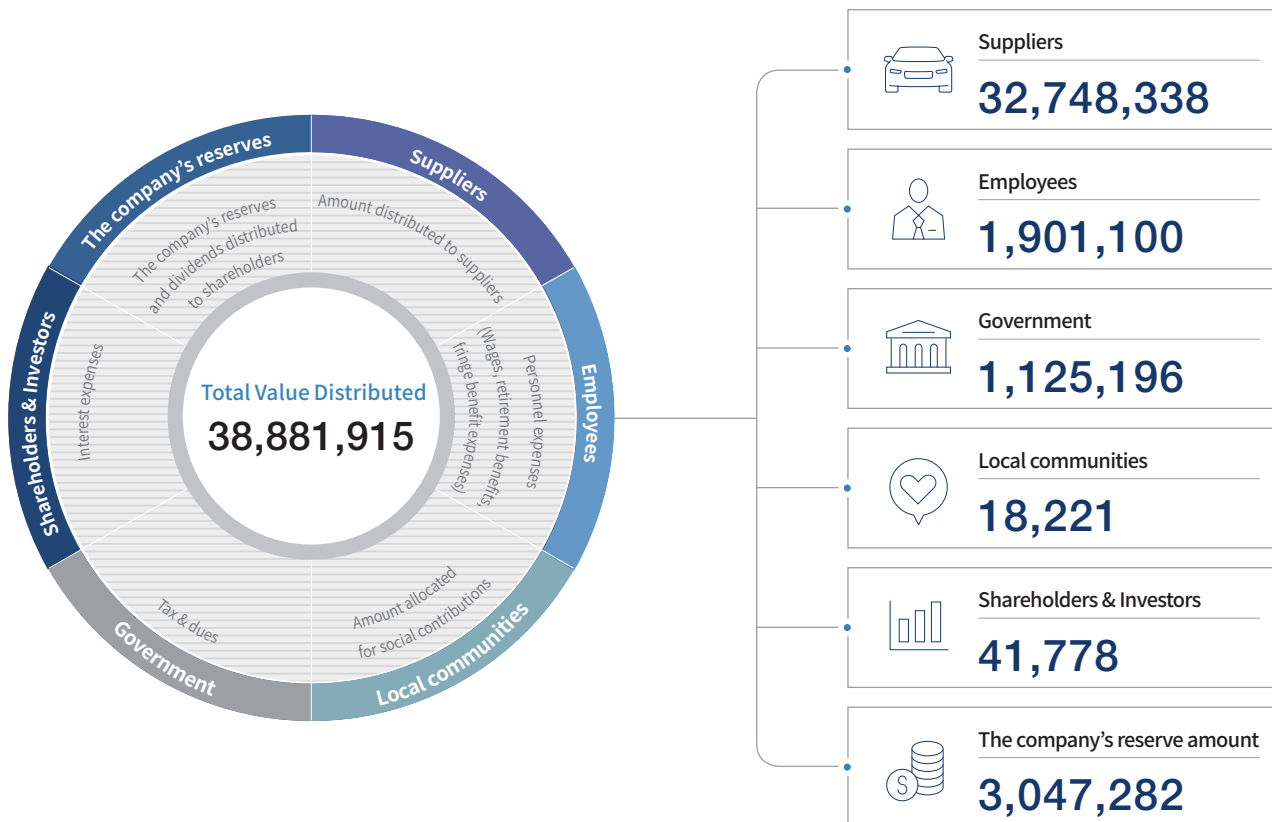 The company's reserves
Suppliers
Employees
Local communities
Government
Shareholders & Investors
The company's reserves
and dividends distributed
to shareholders
Amount distributed to suppliers
Personnel expenses
(Wages, retirement benefits,
fringe benefit expenses)
Amount allocated
for social contributions
Tax & dues
Interest expenses
Total Value Distributed
38,881,915
Suppliers
32,748,338
Employees
1,901,100
Government
1,125,196
Local communities
18,221
Shareholders & Investors
41,778
The company's reserve amount
3,047,282
$